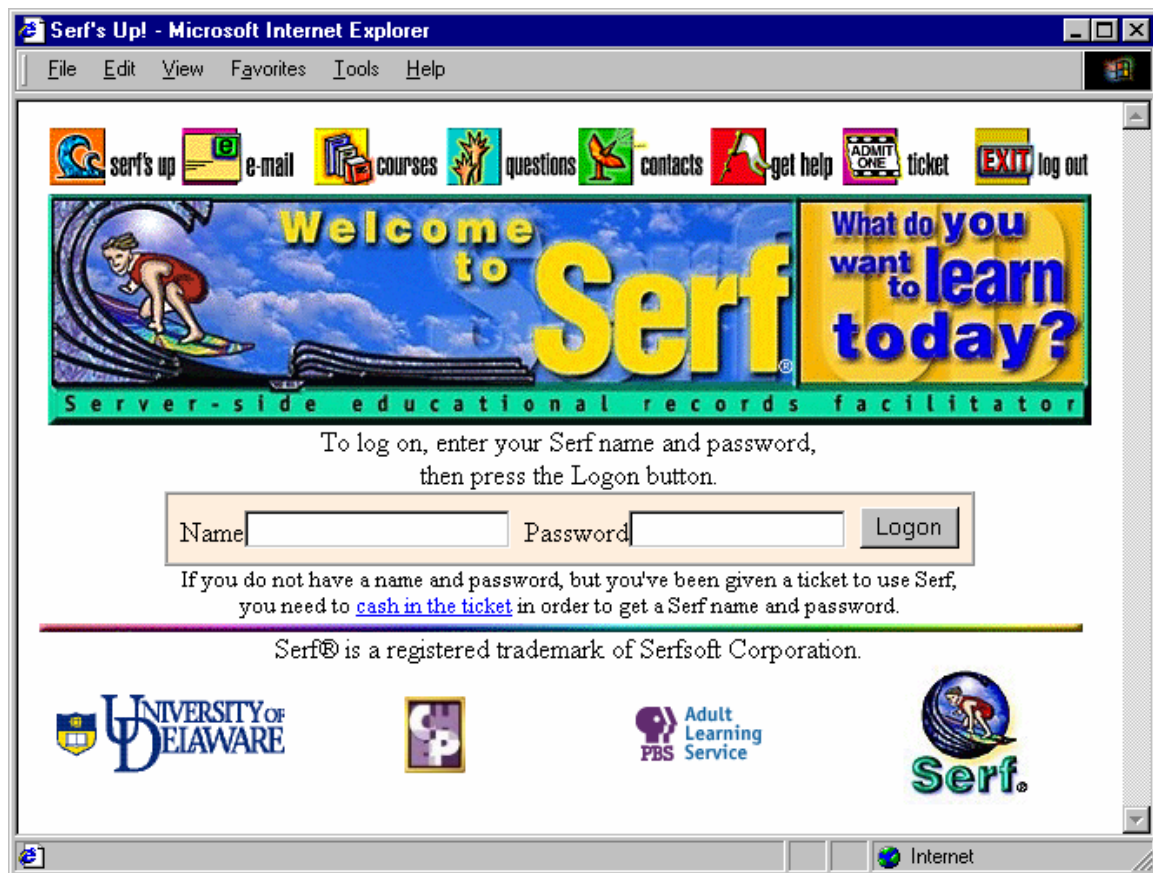 Serf's Up! - Microsoft Internet Explorer
File Edit View Favorites Tools Help
serf's up e-mail courses questions contacts get help ADMIT ONE ticket EXIT log out
Welcome to Serf®
What do you
want to learn
today?
Server-side educational records facilitator
To log on, enter your Serf name and password,
then press the Logon button.
Name Password Logon
If you do not have a name and password, but you've been given a ticket to use Serf,
you need to cash in the ticket in order to get a Serf name and password.
Serf® is a registered trademark of Serfsoft Corporation.
UNIVERSITY OF
DELAWARE
PBS Adult
Learning
Service
Serf®
Internet